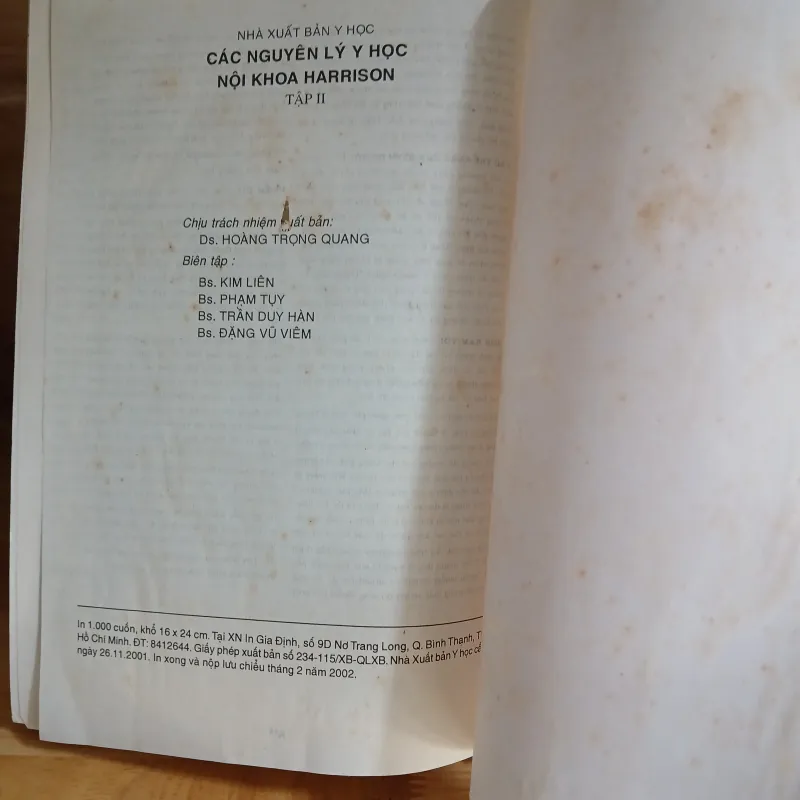 NHÀ XUẤT BẢN Y HỌC
CÁC NGUYÊN LÝ Y HỌC
NỘI KHOA HARRISON
TẬP II
Chịu trách nhiệm xuất bản:
Ds. HOÀNG TRỌNG QUANG
Biên tập :
Bs. KIM LIÊN
Bs. PHẠM TỤY
Bs. TRẦN DUY HÀN
Bs. ĐẶNG VŨ VIÊM
In 1.000 cuốn, khổ 16 x 24 cm. Tại XN In Gia Định, số 9D Nơ Trang Long, Q. Bình Thạnh, T
Hồ Chí Minh. ĐT: 8412644. Giấy phép xuất bản số 234-115/XB-QLXB. Nhà Xuất bản Y học cấ
ngày 26.11.2001. In xong và nộp lưu chiểu tháng 2 năm 2002.